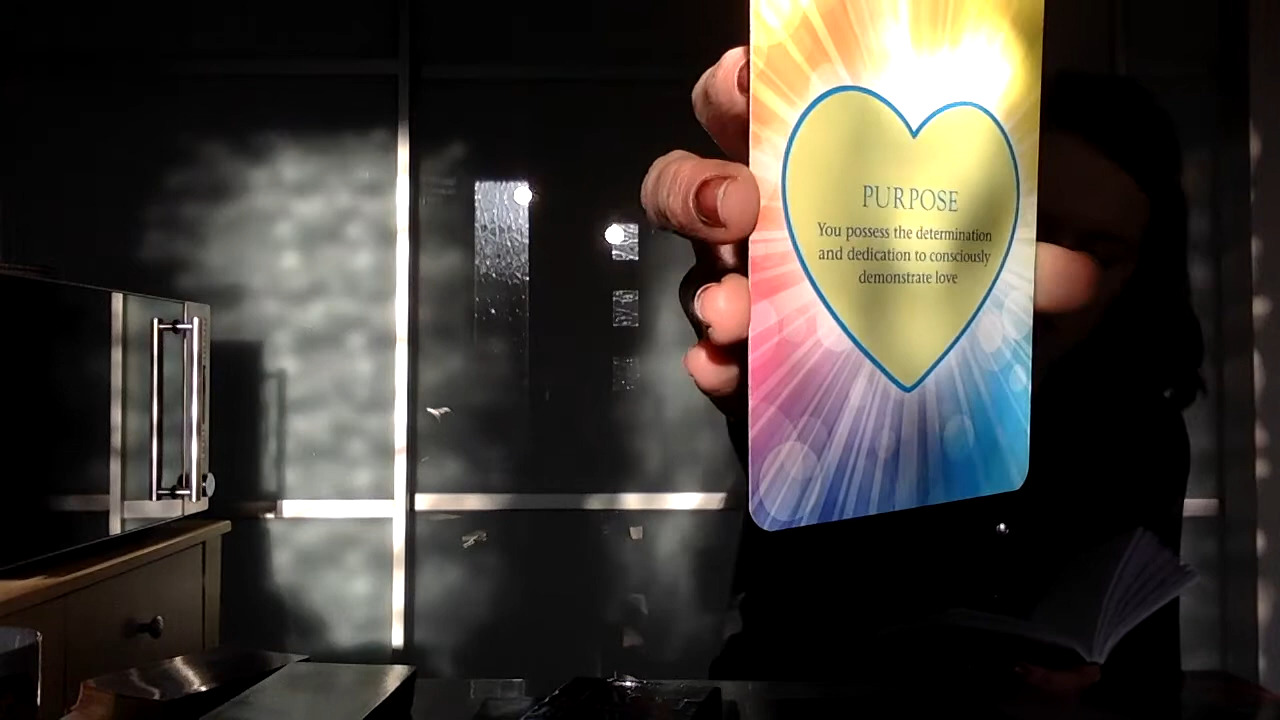 PURPOSE
You possess the determination
and dedication to consciously
demonstrate love